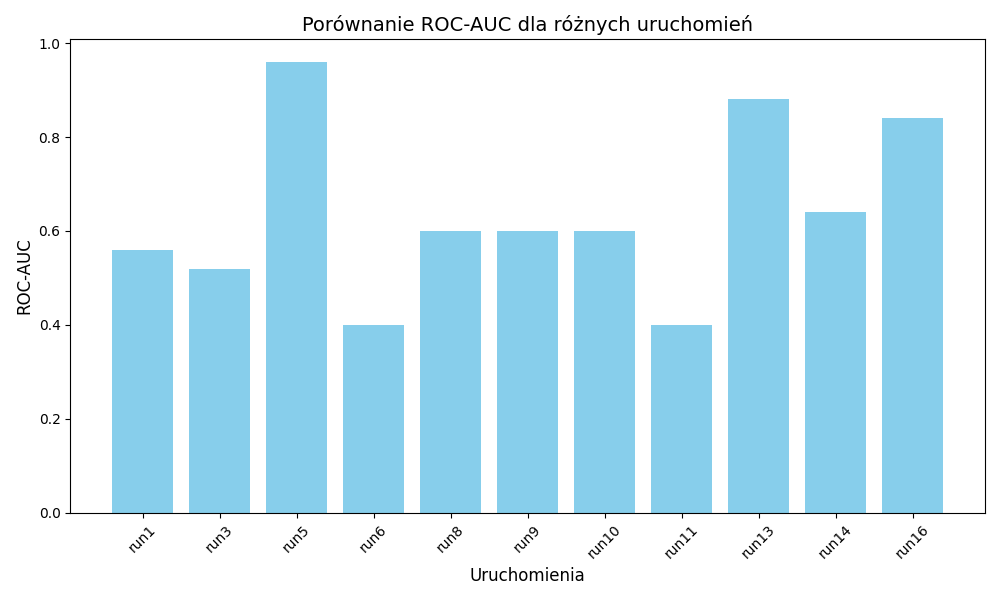 Porównanie ROC-AUC dla różnych uruchomień
1.0
0.8
0.6
0.4
0.2
0.0
ROC-AUC
run1
run3
run5
run6
run8
run9
run10
run11
run13
run14
run16
Uruchomienia